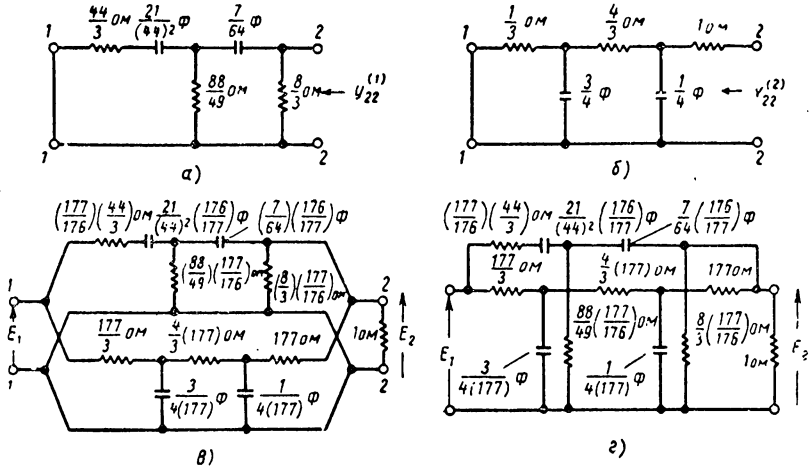 44/3 ом 21/(44)² Ф 7/64 Ф
1 2
88/49 ом 8/3 ом y₂₂⁽¹⁾
1 2
а)
1/3 ом 4/3 ом 1 ом
1 2
3/4 Ф 1/4 Ф Y₂₂⁽²⁾
1 2
б)
(177/176)(44/3) ом 21/(44)² (176/177) Ф (7/64)(176/177) Ф
(88/49)(177/176) ом (8/3)(177/176) ом
1 2
E₁ 177/3 ом 4/3 (177) ом 177 ом 1 ом E₂
1 2
3/4(177) Ф 1/4(177) Ф
в)
(177/176)(44/3) ом 21/(44)² (176/177) Ф 7/64 (176/177) Ф
177/3 ом 4/3 (177) ом 177 ом
E₁ 88/49 (177/176) ом 8/3 (177/176) ом E₂
3/4(177) Ф 1/4(177) Ф 1 ом
г)